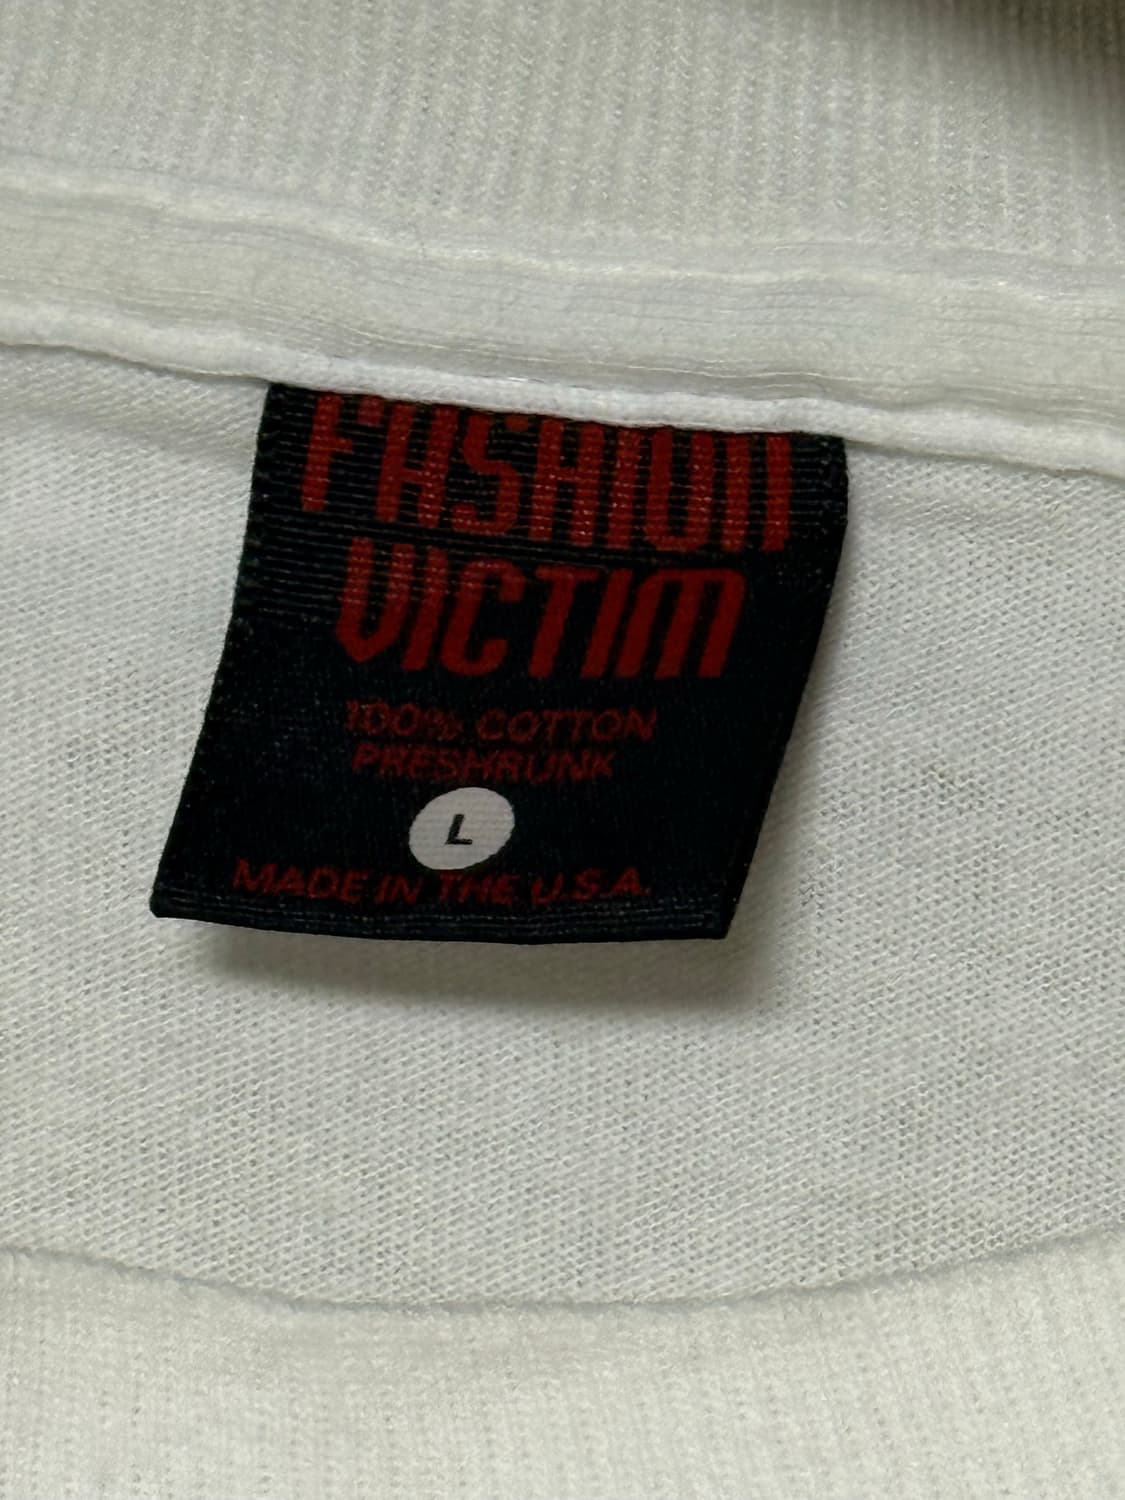 FASHION
VICTIM
100% COTTON
PRESHRUNK
L
MADE IN THE U.S.A.